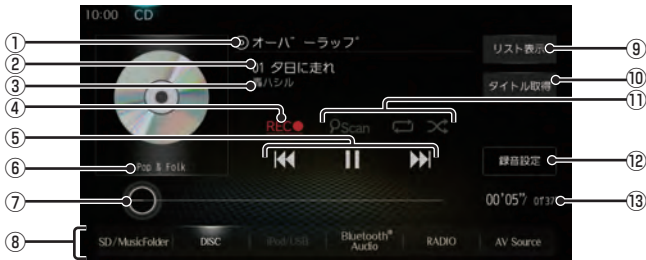 10:00 CD
① オーバーラップ
② 01 夕日に走れ
③ 茜ハシル
④ REC●
Scan
⑤
⑥ Pop & Folk
⑦
00'05"/ 01'37
⑧ SD/MusicFolder DISC iPod/USB Bluetooth® Audio RADIO AV Source
リスト表示 ⑨
タイトル取得 ⑩
⑪
録音設定 ⑫
⑬